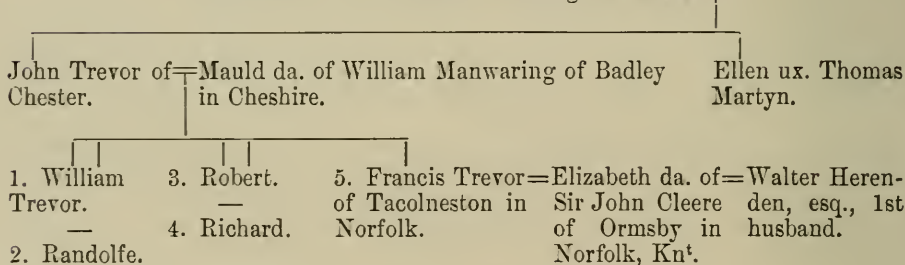 John Trevor of=Mauld da. of William Manwaring of Badley
Chester. in Cheshire.
Ellen ux. Thomas
Martyn.
1. William
Trevor.
—
2. Randolfe.
3. Robert.
—
4. Richard.
5. Francis Trevor=Elizabeth da. of=Walter Heren-
of Tacolneston in Sir John Cleere den, esq., 1st
Norfolk. of Ormsby in husband.
Norfolk, Knᵗ.